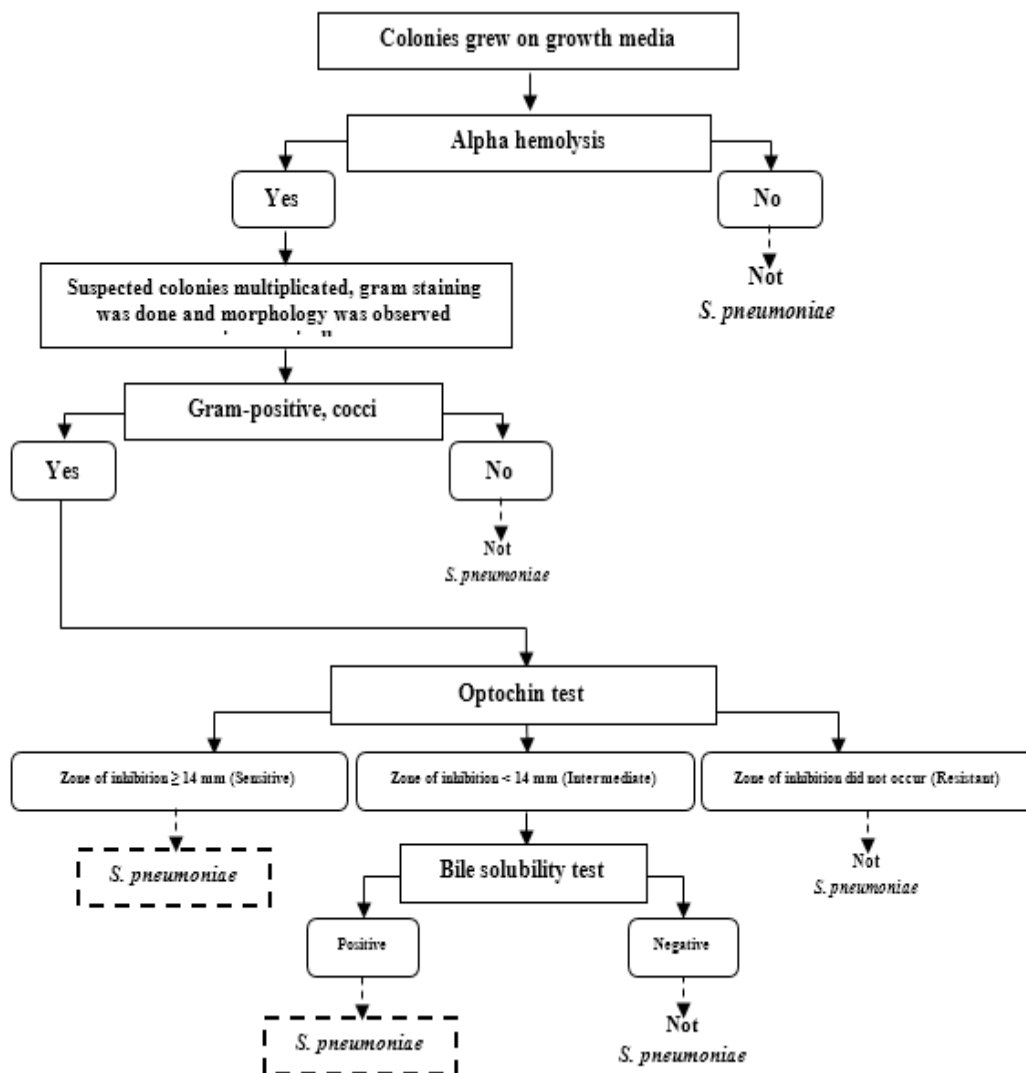 Colonies grew on growth media
Alpha hemolysis
Yes
No
Not
S. pneumoniae
Suspected colonies multiplicated, gram staining
was done and morphology was observed
Gram-positive, cocci
Yes
No
Not
S. pneumoniae
Optochin test
Zone of inhibition ≥ 14 mm (Sensitive)
Zone of inhibition < 14 mm (Intermediate)
Zone of inhibition did not occur (Resistant)
S. pneumoniae
Bile solubility test
Not
S. pneumoniae
Positive
Negative
S. pneumoniae
Not
S. pneumoniae